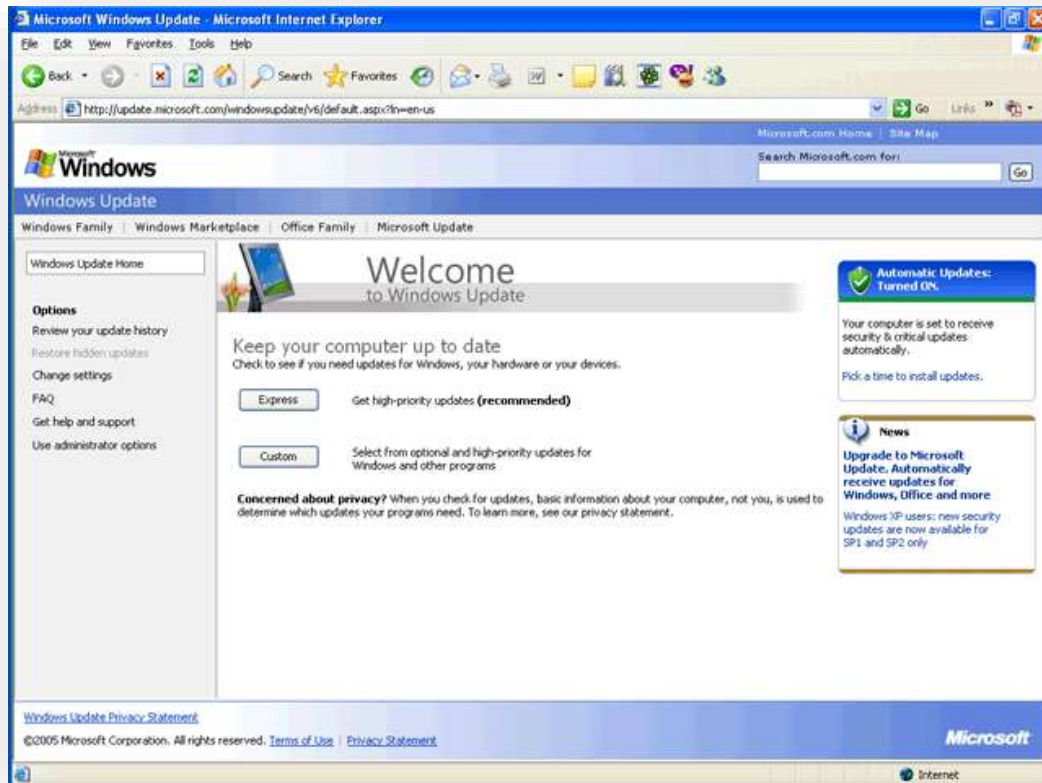 Microsoft Windows Update - Microsoft Internet Explorer
File Edit View Favorites Tools Help
Back Search Favorites
Address http://update.microsoft.com/windowsupdate/v6/default.aspx?ln=en-us Go Links »
Microsoft.com Home | Site Map
Microsoft
Windows
Search Microsoft.com for:
Go
Windows Update
Windows Family | Windows Marketplace | Office Family | Microsoft Update
Windows Update Home
Options
Review your update history
Restore hidden updates
Change settings
FAQ
Get help and support
Use administrator options
Welcome
to Windows Update
Keep your computer up to date
Check to see if you need updates for Windows, your hardware or your devices.
Express Get high-priority updates (recommended)
Custom Select from optional and high-priority updates for
Windows and other programs
Concerned about privacy? When you check for updates, basic information about your computer, not you, is used to
determine which updates your programs need. To learn more, see our privacy statement.
Automatic Updates:
Turned ON.
Your computer is set to receive
security & critical updates
automatically.
Pick a time to install updates.
News
Upgrade to Microsoft
Update. Automatically
receive updates for
Windows, Office and more
Windows XP users: new security
updates are now available for
SP1 and SP2 only
Windows Update Privacy Statement
©2005 Microsoft Corporation. All rights reserved. Terms of Use | Privacy Statement
Microsoft
Internet